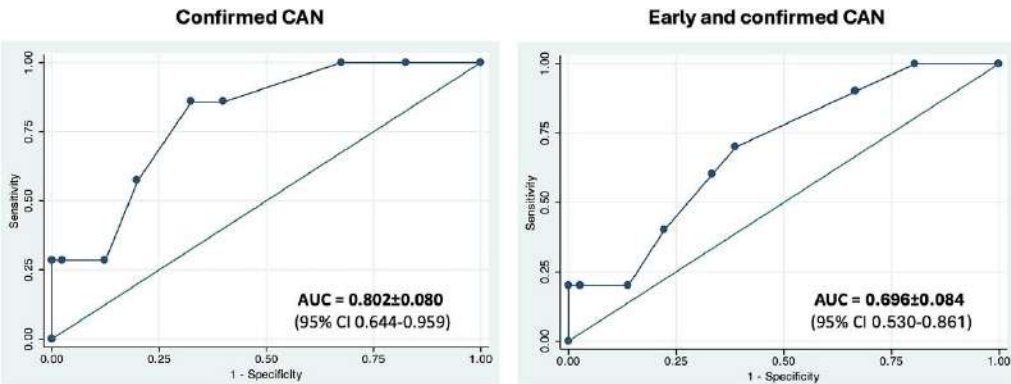 Confirmed CAN
1.00
0.75
0.50
0.25
0.00
Sensitivity
AUC = 0.802±0.080
(95% CI 0.644-0.959)
0.00 0.25 0.50 0.75 1.00
1 - Specificity
Early and confirmed CAN
1.00
0.75
0.50
0.25
0.00
Sensitivity
AUC = 0.696±0.084
(95% CI 0.530-0.861)
0.00 0.25 0.50 0.75 1.00
1 - Specificity